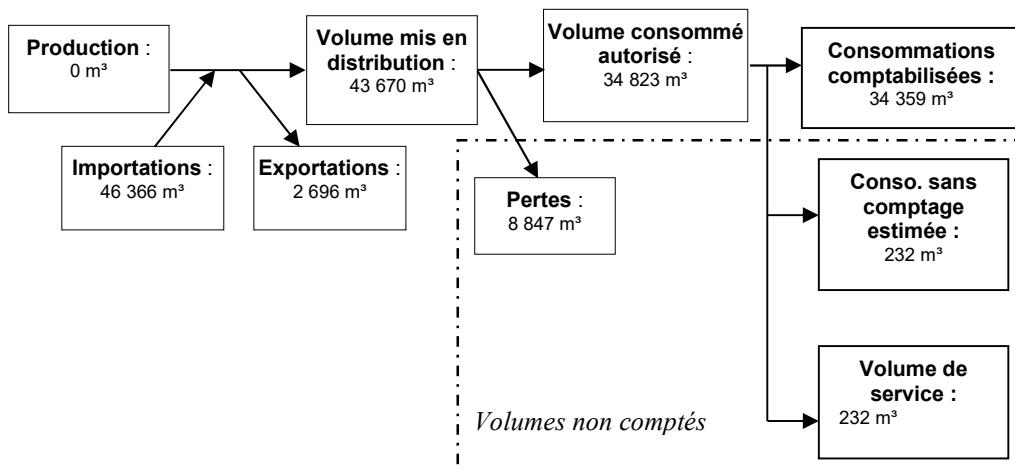 Production :
0 m³
Volume mis en
distribution :
43 670 m³
Volume consommé
autorisé :
34 823 m³
Consommations
comptabilisées :
34 359 m³
Importations :
46 366 m³
Exportations :
2 696 m³
Pertes :
8 847 m³
Conso. sans
comptage
estimée :
232 m³
Volume de
service :
232 m³
Volumes non comptés